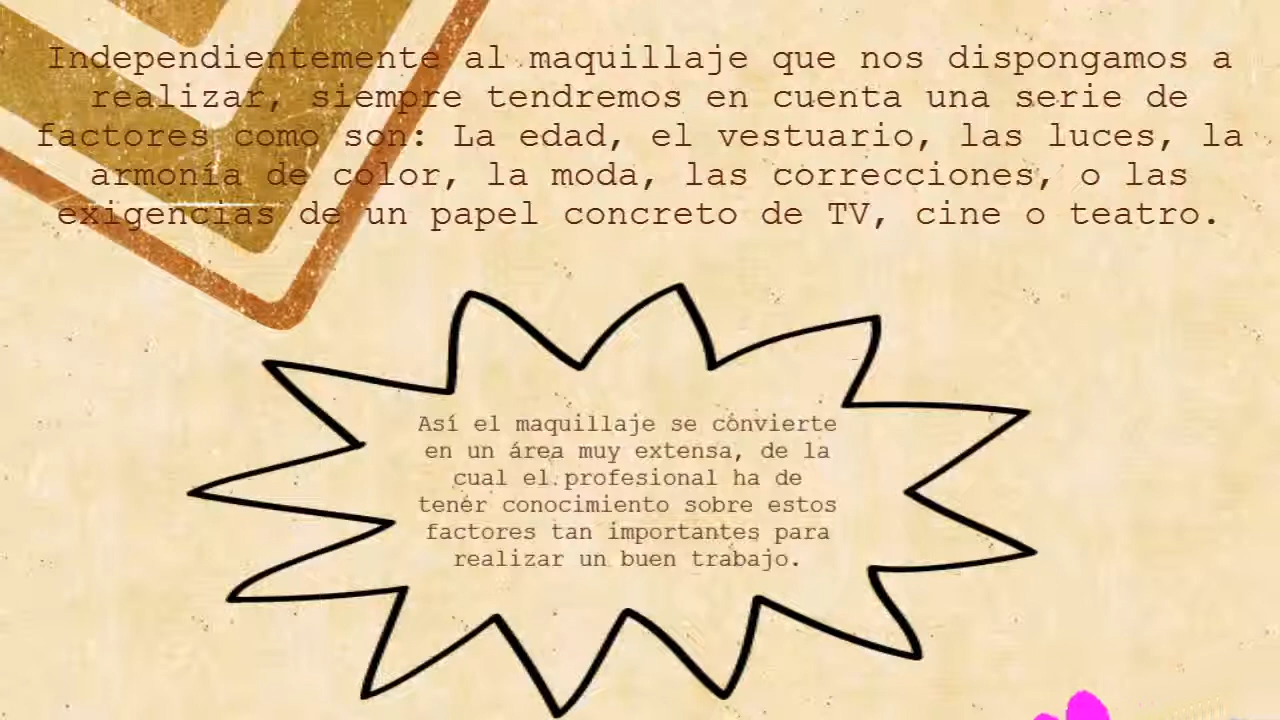 Independientemente al maquillaje que nos dispongamos a
realizar, siempre tendremos en cuenta una serie de
factores como son: La edad, el vestuario, las luces, la
armonía de color, la moda, las correcciones, o las
exigencias de un papel concreto de TV, cine o teatro.
Así el maquillaje se convierte
en un área muy extensa, de la
cual el profesional ha de
tener conocimiento sobre estos
factores tan importantes para
realizar un buen trabajo.